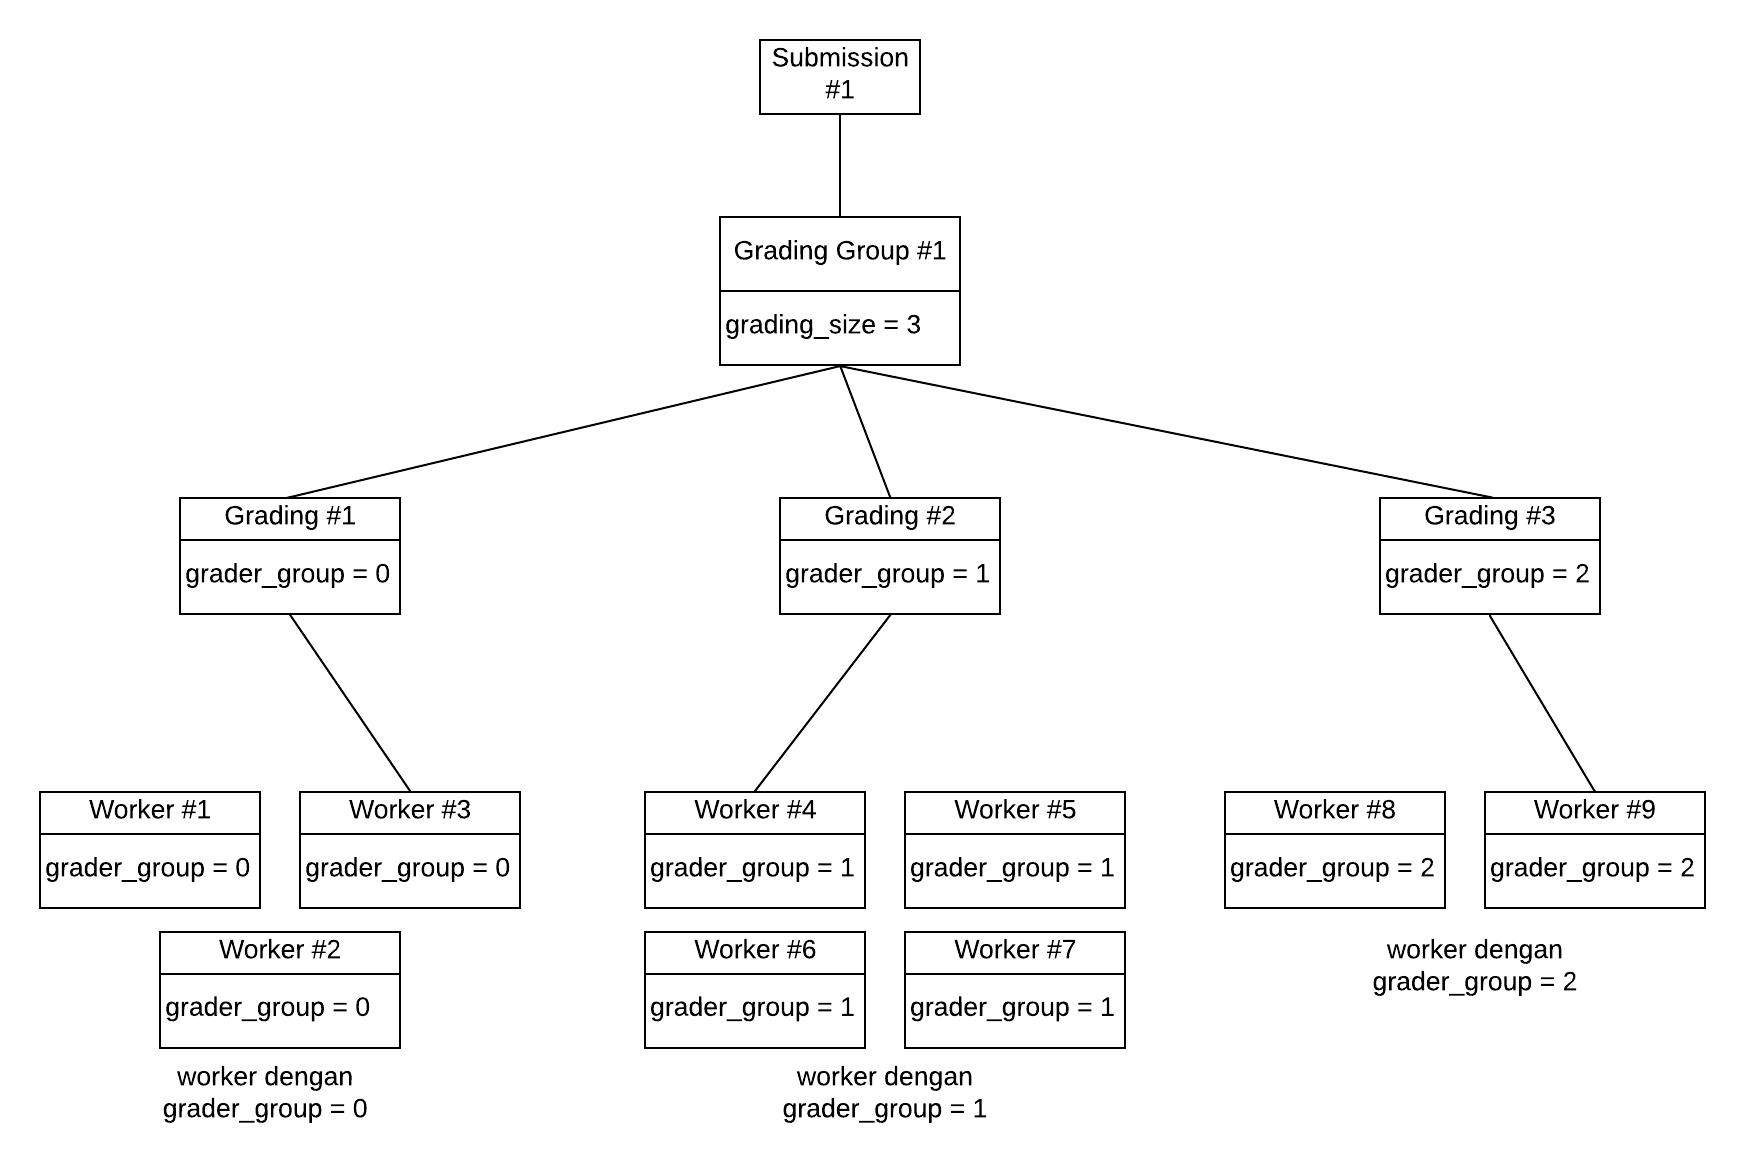 Submission
#1
Grading Group #1
grading_size = 3
Grading #1
grader_group = 0
Grading #2
grader_group = 1
Grading #3
grader_group = 2
Worker #1
grader_group = 0
Worker #3
grader_group = 0
Worker #2
grader_group = 0
worker dengan
grader_group = 0
Worker #4
grader_group = 1
Worker #5
grader_group = 1
Worker #6
grader_group = 1
Worker #7
grader_group = 1
worker dengan
grader_group = 1
Worker #8
grader_group = 2
Worker #9
grader_group = 2
worker dengan
grader_group = 2